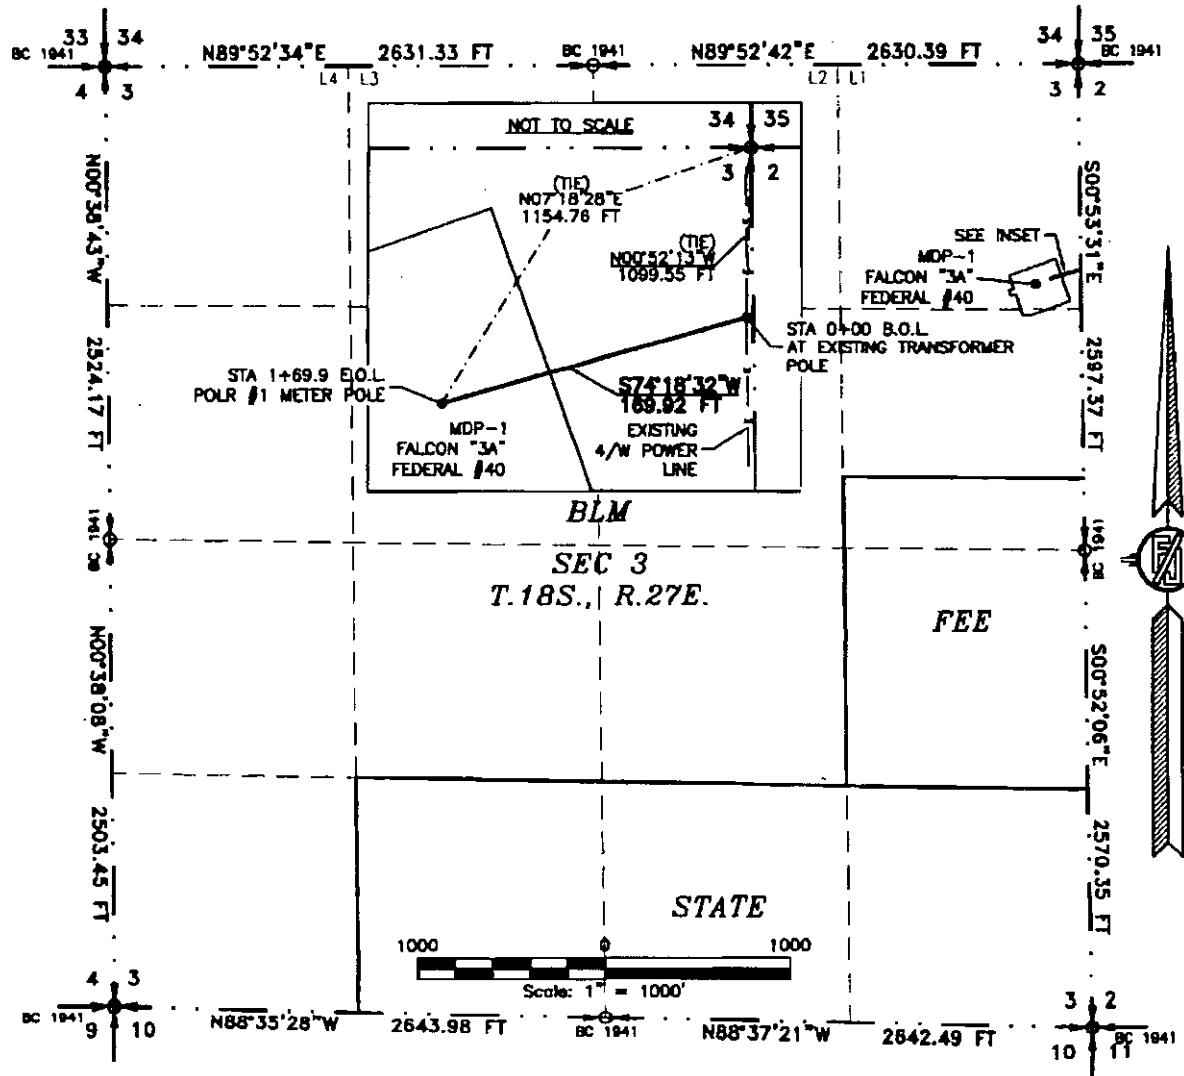 33 34
BC 1941
4 3
N89°52'34"E 2631.33 FT
L4 L3
BC 1941
N89°52'42"E 2630.39 FT
L2 L1
34 35
BC 1941
3 2
NOT TO SCALE
34 35
3 2
(TIE)
N07°18'28"E
1154.76 FT
(TIE)
N00°52'13"W
1099.55 FT
STA 0+00 B.O.L.
AT EXISTING TRANSFORMER
POLE
STA 1+69.9 E.O.L.
POLR #1 METER POLE
S74°18'32"W
169.92 FT
MDP-1
FALCON "3A"
FEDERAL #40
EXISTING
4/W POWER
LINE
SEE INSET
MDP-1
FALCON "3A"
FEDERAL #40
N00°38'43"W 2524.17 FT
S00°53'31"E 2597.37 FT
BC 1941
BLM
SEC 3
T.18S., R.27E.
FEE
BC 1941
N00°38'08"W 2503.45 FT
S00°52'06"E 2570.35 FT
STATE
1000 0 1000
Scale: 1" = 1000'
4 3
BC 1941
9 10
N88°35'28"W 2643.98 FT
BC 1941
N88°37'21"W 2642.49 FT
3 2
BC 1941
10 11